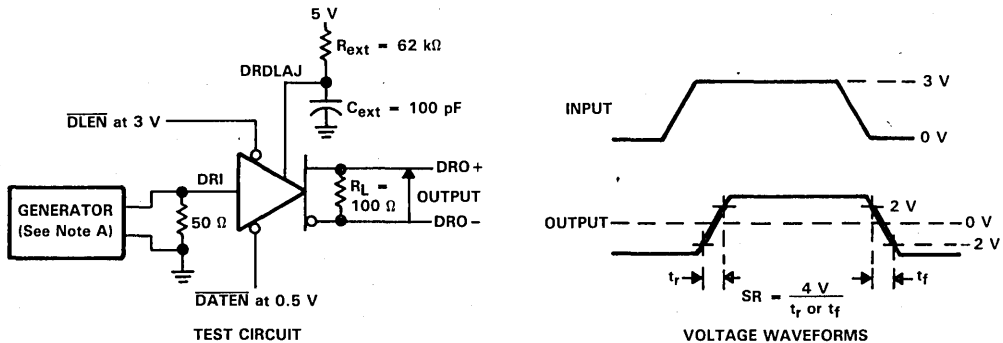 5 V
R_ext = 62 kΩ
DRDLAJ
C_ext = 100 pF
DLEN at 3 V
DRI
GENERATOR
(See Note A)
50 Ω
R_L =
100 Ω
DRO+
OUTPUT
DRO−
DATEN at 0.5 V
TEST CIRCUIT
INPUT
3 V
0 V
OUTPUT
2 V
0 V
−2 V
t_r
t_f
SR = 4 V / t_r or t_f
VOLTAGE WAVEFORMS